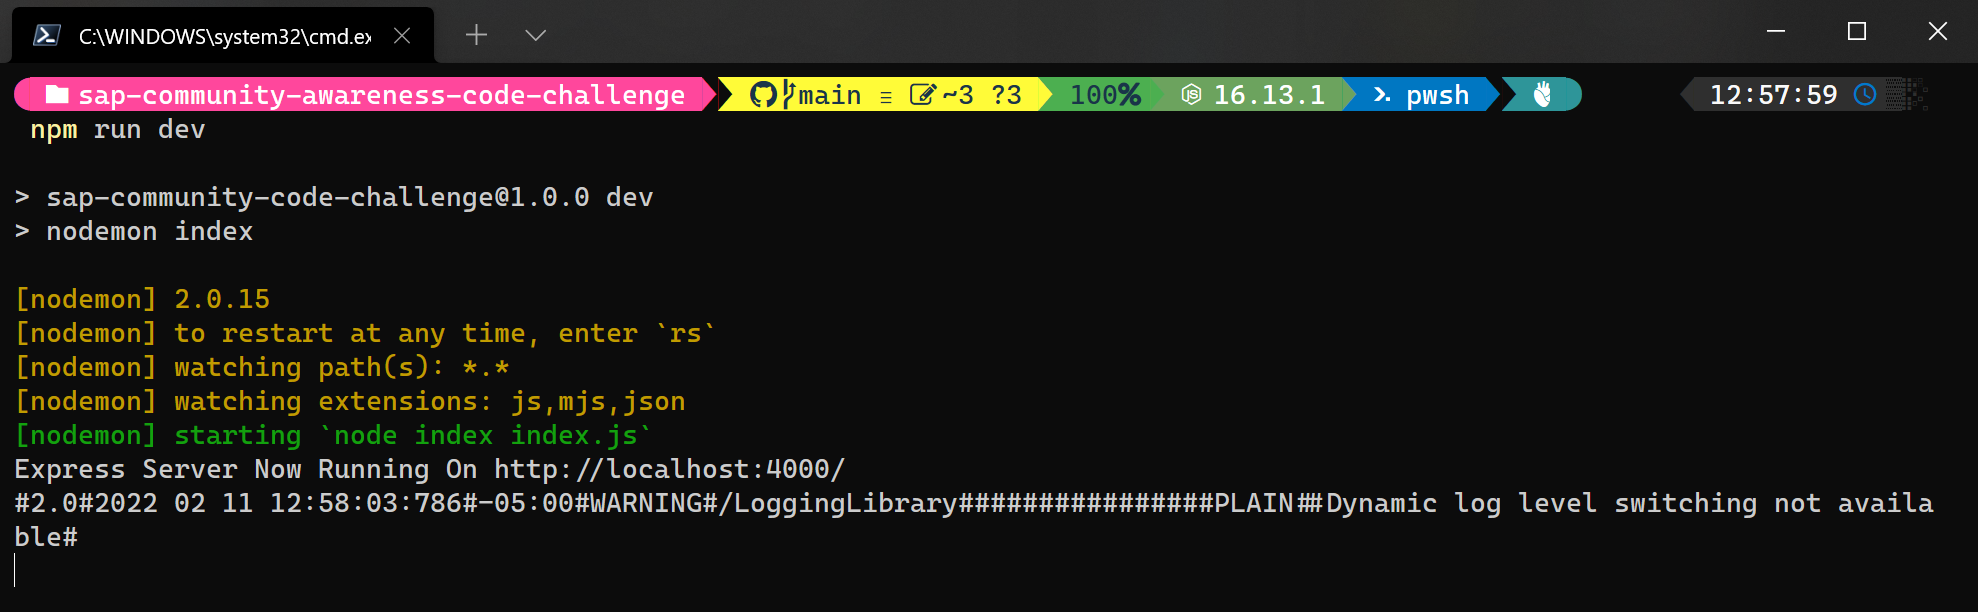 C:\WINDOWS\system32\cmd.ex
sap-community-awareness-code-challenge main ≡ ~3 ?3 100% 16.13.1 pwsh 12:57:59
npm run dev
> sap-community-code-challenge@1.0.0 dev
> nodemon index
[nodemon] 2.0.15
[nodemon] to restart at any time, enter `rs`
[nodemon] watching path(s): *.*
[nodemon] watching extensions: js,mjs,json
[nodemon] starting `node index index.js`
Express Server Now Running On http://localhost:4000/
#2.0#2022 02 11 12:58:03:786#-05:00#WARNING#/LoggingLibrary################PLAIN##Dynamic log level switching not availa
ble#